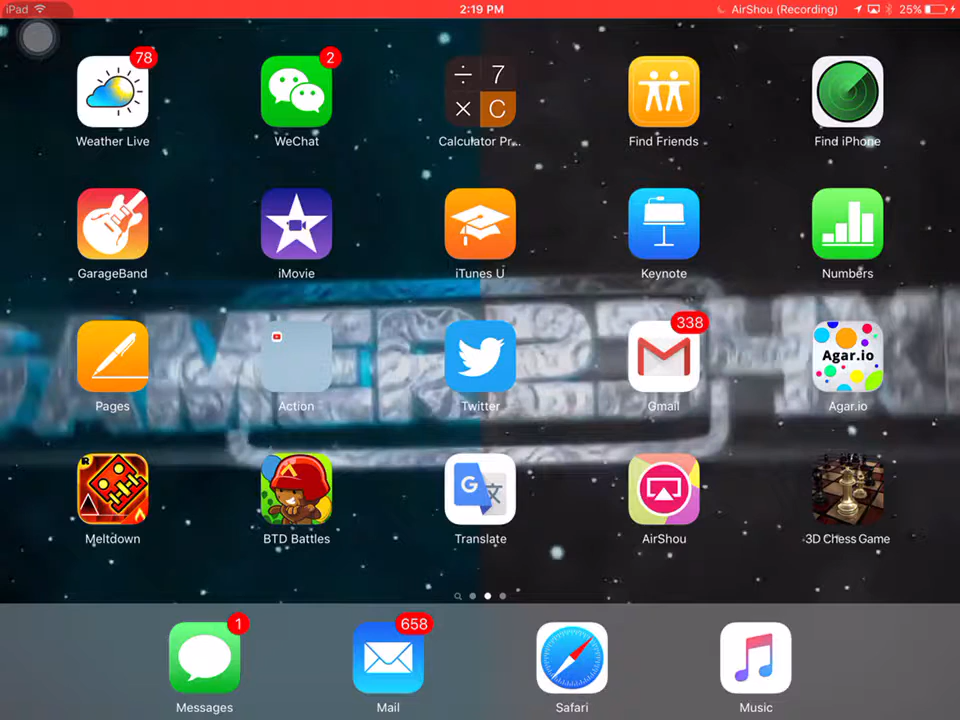 iPad 2:19 PM AirShou (Recording) 25%
78 2 ÷ 7 × C
Weather Live WeChat Calculator Pr... Find Friends Find iPhone
GarageBand iMovie iTunes U Keynote Numbers
338 Agar.io
Pages Action Twitter Gmail Agar.io
R G 文
Meltdown BTD Battles Translate AirShou 3D Chess Game
1 658
Messages Mail Safari Music